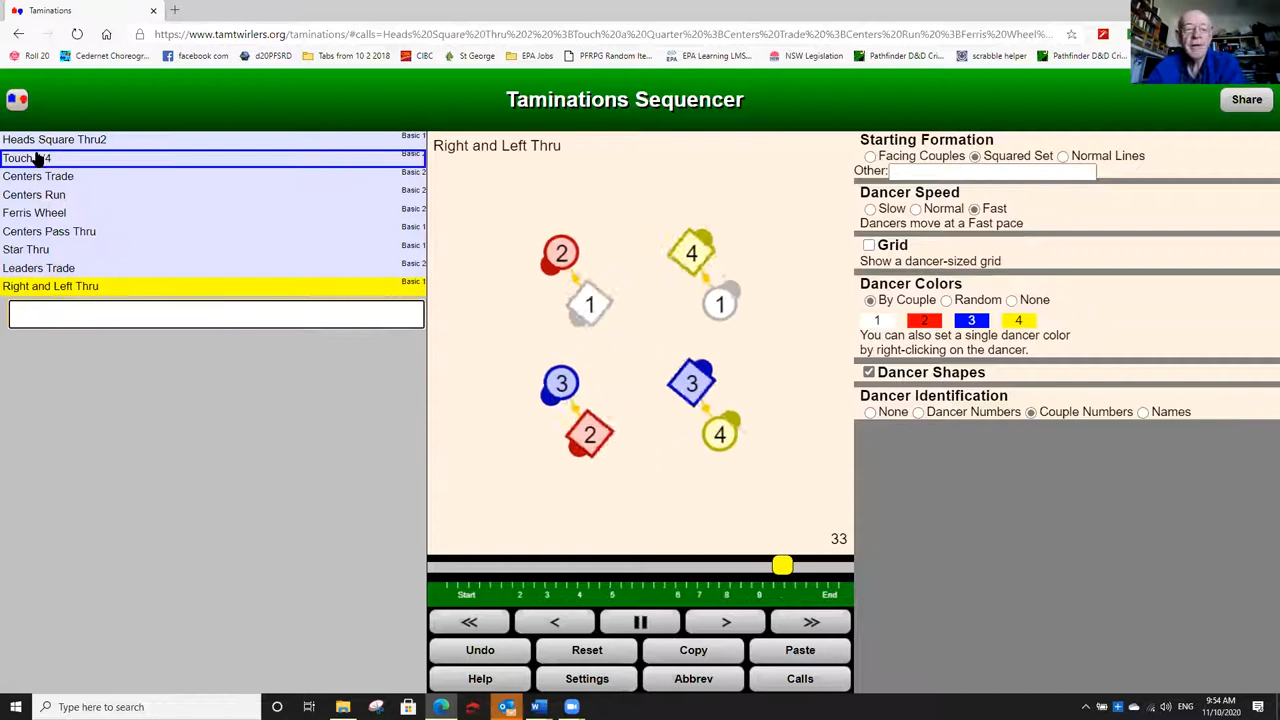 Taminations
https://www.tamtwirlers.org/taminations/#calls=Heads%20Square%20Thru%202%20%3BTouch%20a%20Quarter%20%3BCenters%20Trade%20%3BCenters%20Run%20%3BFerris%20Wheel%...
Roll 20
Cedernet Choreogr...
d20PFSRD
Tabs from 10 2 2018
CIBC
St George
EPA Jobs
PFRPG Random Ite...
EPA Learning LMS...
NSW Legislation
Pathfinder D&D Cri...
scrabble helper
Pathfinder D&D C...
Taminations Sequencer
Share
Heads Square Thru2 Basic 1
Touch 1/4 Basic 2
Centers Trade Basic 2
Centers Run Basic 2
Ferris Wheel Basic 2
Centers Pass Thru Basic 1
Star Thru Basic 1
Leaders Trade Basic 2
Right and Left Thru Basic 1
Right and Left Thru
2 4
1 1
3 3
2 4
33
Start 2 3 4 5 6 7 8 9 End
<< < > >>
Undo Reset Copy Paste
Help Settings Abbrev Calls
Starting Formation
Facing Couples Squared Set Normal Lines
Other:
Dancer Speed
Slow Normal Fast
Dancers move at a Fast pace
Grid
Show a dancer-sized grid
Dancer Colors
By Couple Random None
1 2 3 4
You can also set a single dancer color
by right-clicking on the dancer.
Dancer Shapes
Dancer Identification
None Dancer Numbers Couple Numbers Names
Type here to search
ENG
9:54 AM
11/10/2020